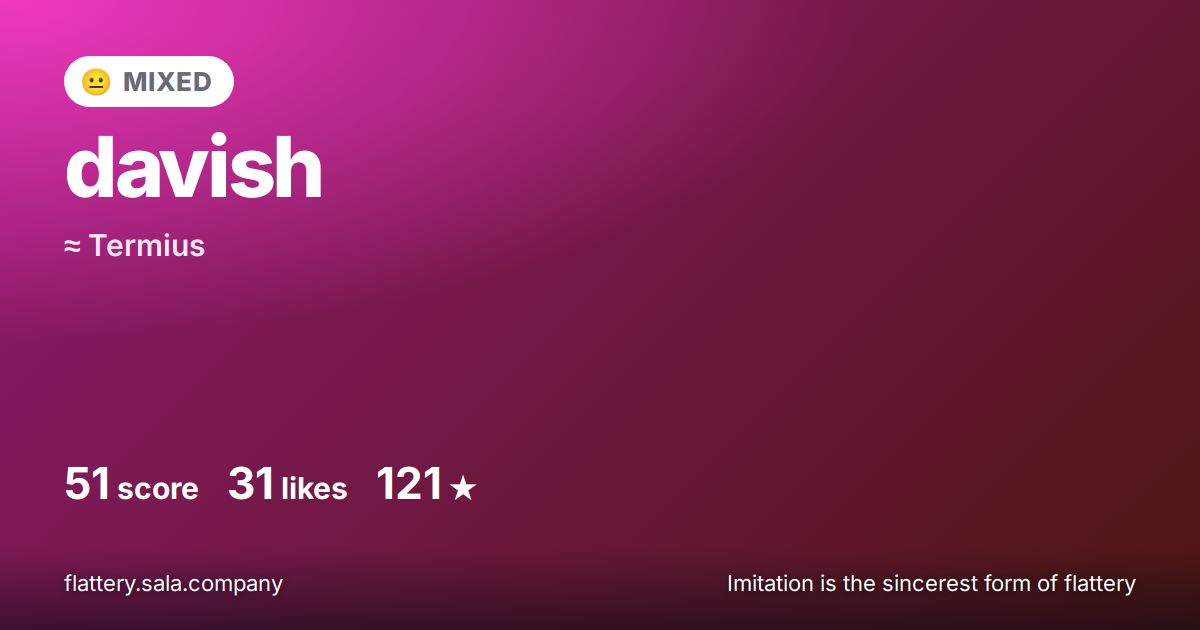 😐 MIXED
davish
≈ Termius
51 score 31 likes 121 ★
flattery.sala.company
Imitation is the sincerest form of flattery